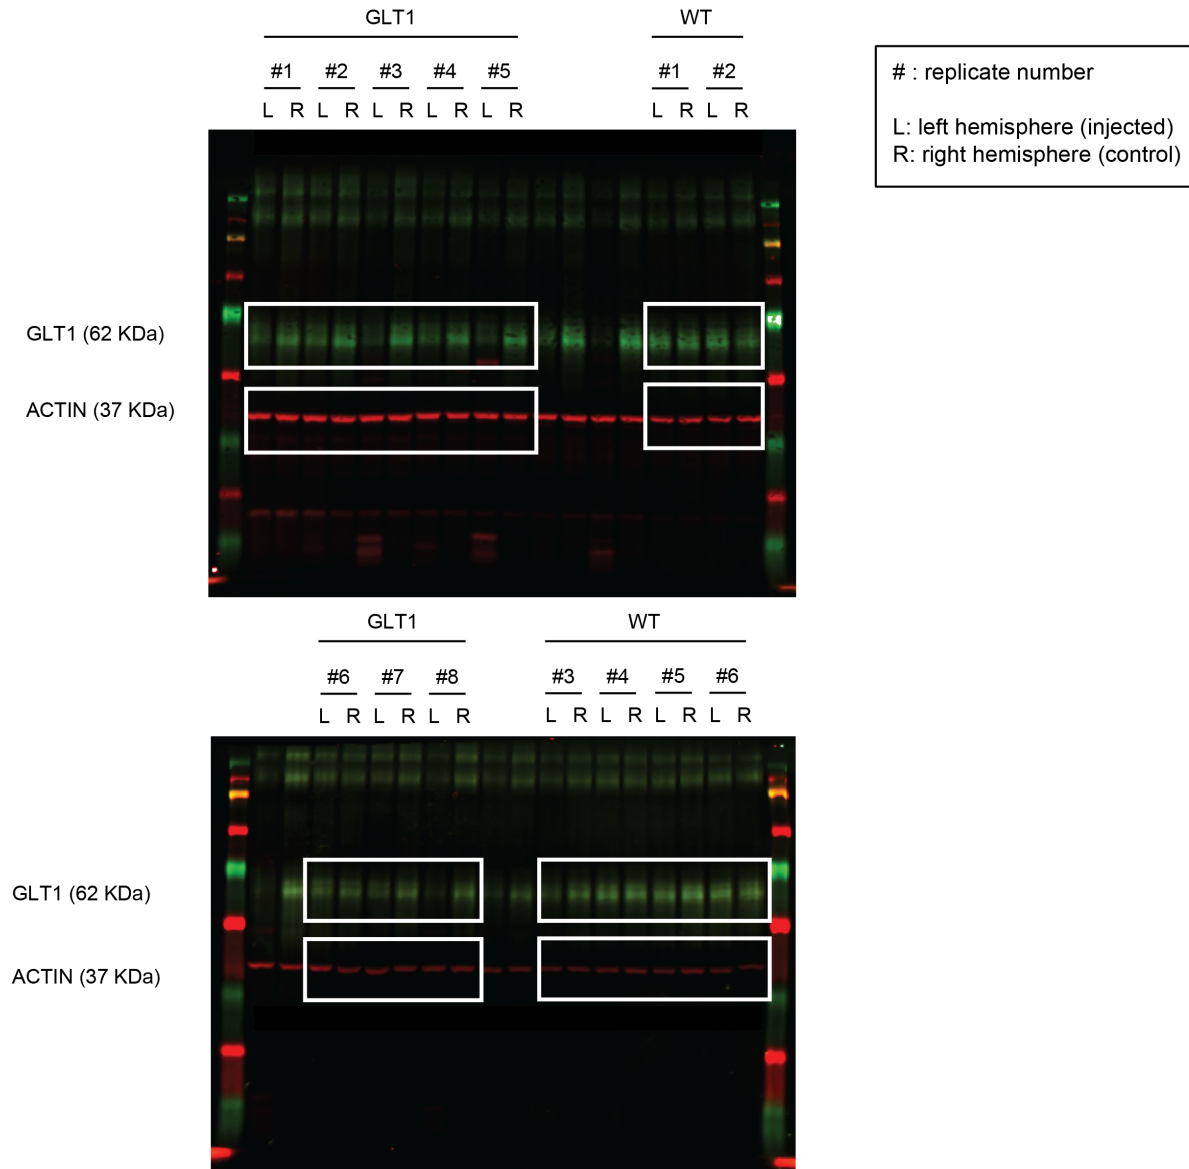 GLT1 WT
#1 #2 #3 #4 #5 #1 #2
L R L R L R L R L R L R L R
# : replicate number
L: left hemisphere (injected)
R: right hemisphere (control)
GLT1 (62 KDa)
ACTIN (37 KDa)
GLT1 WT
#6 #7 #8 #3 #4 #5 #6
L R L R L R L R L R L R L R
GLT1 (62 KDa)
ACTIN (37 KDa)